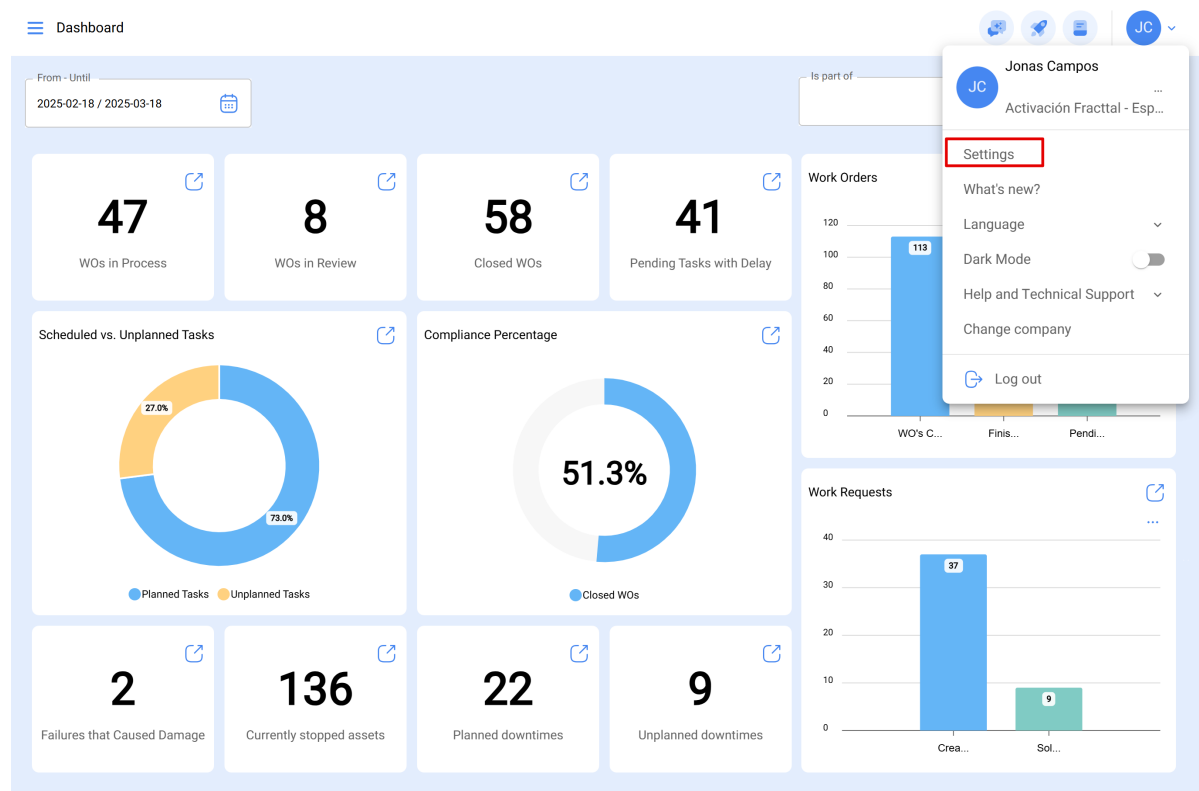 Dashboard
JC
From - Until
2025-02-18 / 2025-03-18
Is part of
JC
Jonas Campos
...
Activación Fracttal - Esp...
Settings
What's new?
Language
Dark Mode
Help and Technical Support
Change company
Log out
47
WOs in Process
8
WOs in Review
58
Closed WOs
41
Pending Tasks with Delay
Work Orders
120
100
80
60
40
20
0
113
WO's C...
Finis...
Pendi...
Scheduled vs. Unplanned Tasks
27.0%
73.0%
Planned Tasks
Unplanned Tasks
Compliance Percentage
51.3%
Closed WOs
Work Requests
...
40
30
20
10
0
37
9
Crea...
Sol...
2
Failures that Caused Damage
136
Currently stopped assets
22
Planned downtimes
9
Unplanned downtimes